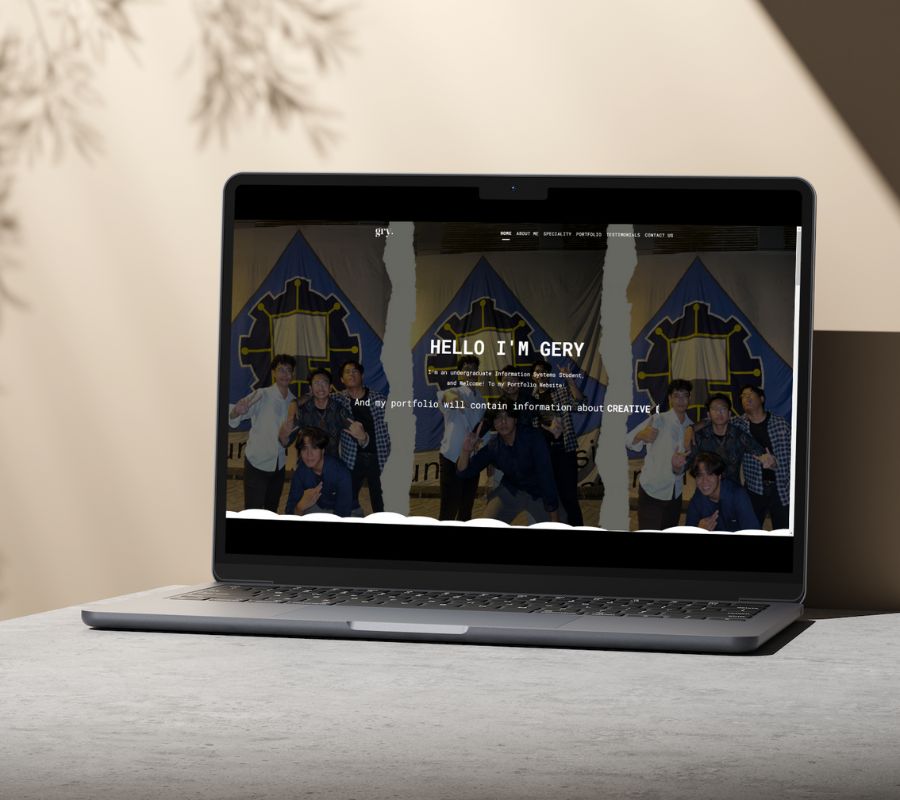 gry.
HOME ABOUT ME SPECIALITY PORTFOLIO TESTIMONIALS CONTACT US
HELLO I'M GERY
I'm an undergraduate Information Systems Student,
and Welcome! To my Portfolio Website!
And my portfolio will contain information about CREATIVE